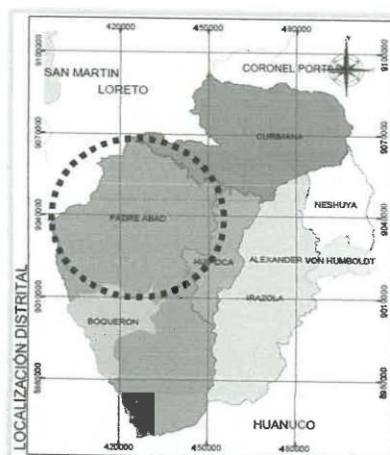 420000 450000 480000
9100000 9100000
SAN MARTIN
LORETO
CORONEL PORTILLO
9070000 9070000
CURIMANA
PADRE ABAD
NESHUYA
9040000 9040000
HUIPOCA
ALEXANDER VON HUMBOLDT
IRAZOLA
9010000 9010000
BOQUERON
8980000 8980000
HUANUCO
420000 450000 480000
LOCALIZACIÓN DISTRITAL